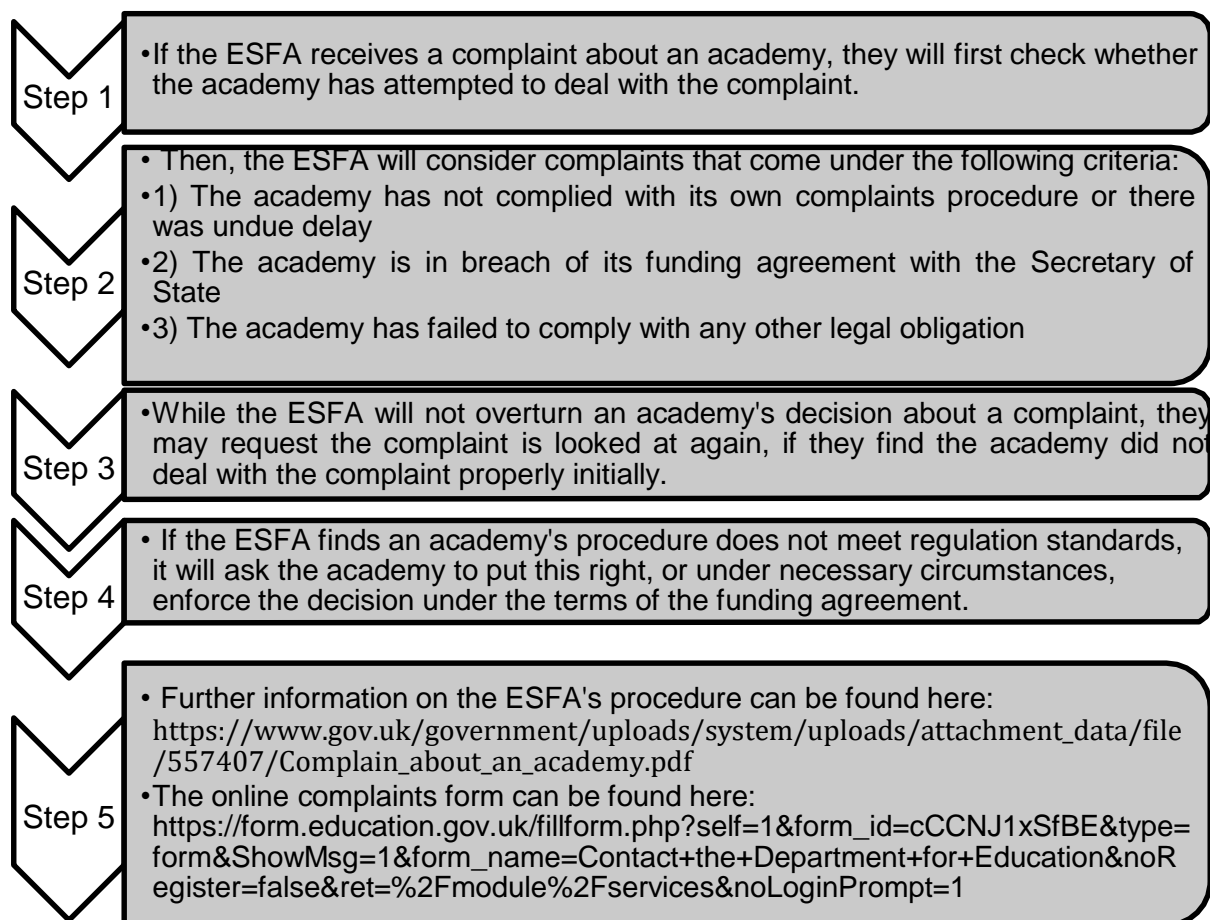 Step 1
•If the ESFA receives a complaint about an academy, they will first check whether
the academy has attempted to deal with the complaint.
Step 2
• Then, the ESFA will consider complaints that come under the following criteria:
•1) The academy has not complied with its own complaints procedure or there
was undue delay
•2) The academy is in breach of its funding agreement with the Secretary of
State
•3) The academy has failed to comply with any other legal obligation
Step 3
•While the ESFA will not overturn an academy's decision about a complaint, they
may request the complaint is looked at again, if they find the academy did not
deal with the complaint properly initially.
Step 4
• If the ESFA finds an academy's procedure does not meet regulation standards,
it will ask the academy to put this right, or under necessary circumstances,
enforce the decision under the terms of the funding agreement.
Step 5
• Further information on the ESFA's procedure can be found here:
https://www.gov.uk/government/uploads/system/uploads/attachment_data/file
/557407/Complain_about_an_academy.pdf
•The online complaints form can be found here:
https://form.education.gov.uk/fillform.php?self=1&form_id=cCCNJ1xSfBE&type=
form&ShowMsg=1&form_name=Contact+the+Department+for+Education&noR
egister=false&ret=%2Fmodule%2Fservices&noLoginPrompt=1